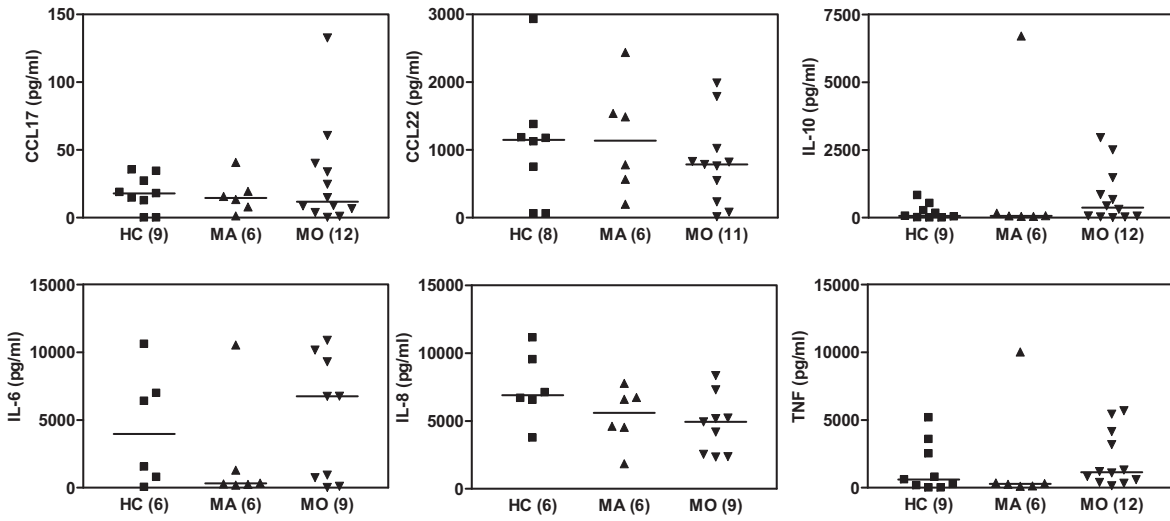 CCL17 (pg/ml)
150
100
50
0
HC (9) MA (6) MO (12)
CCL22 (pg/ml)
3000
2000
1000
0
HC (8) MA (6) MO (11)
IL-10 (pg/ml)
7500
5000
2500
0
HC (9) MA (6) MO (12)
IL-6 (pg/ml)
15000
10000
5000
0
HC (6) MA (6) MO (9)
IL-8 (pg/ml)
15000
10000
5000
0
HC (6) MA (6) MO (9)
TNF (pg/ml)
15000
10000
5000
0
HC (9) MA (6) MO (12)